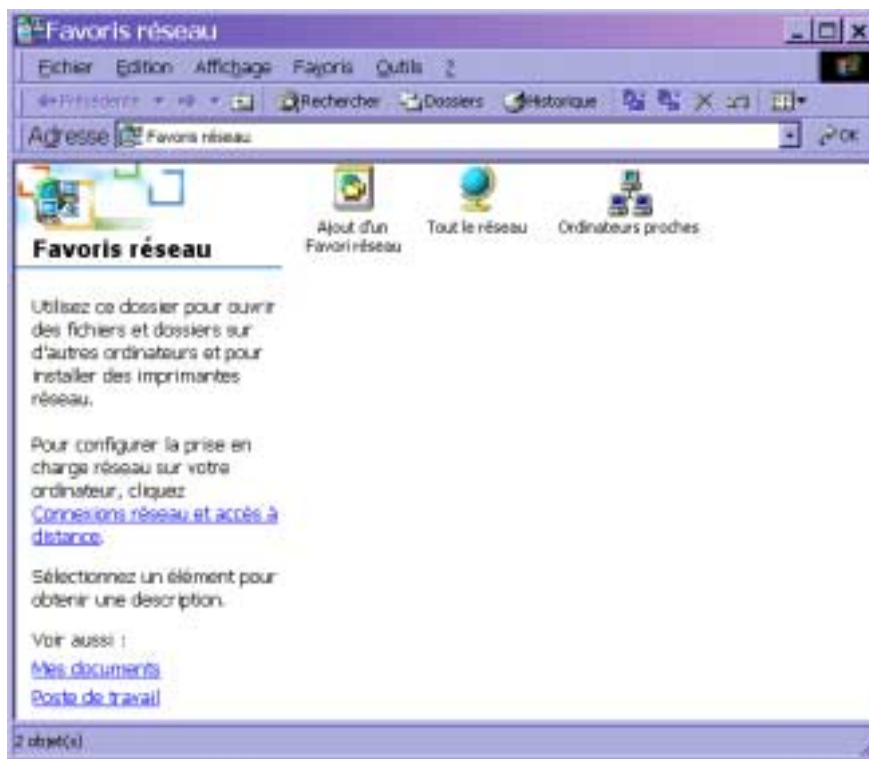 Favoris réseau
Fichier Edition Affichage Favoris Outils ?
Précédente Rechercher Dossiers Historique
Adresse Favoris réseau OK
Favoris réseau
Utilisez ce dossier pour ouvrir
des fichiers et dossiers sur
d'autres ordinateurs et pour
installer des imprimantes
réseau.
Pour configurer la prise en
charge réseau sur votre
ordinateur, cliquez
Connexions réseau et accès à
distance.
Sélectionnez un élément pour
obtenir une description.
Voir aussi :
Mes documents
Poste de travail
Ajout d'un
Favori réseau
Tout le réseau
Ordinateurs proches
2 objet(s)